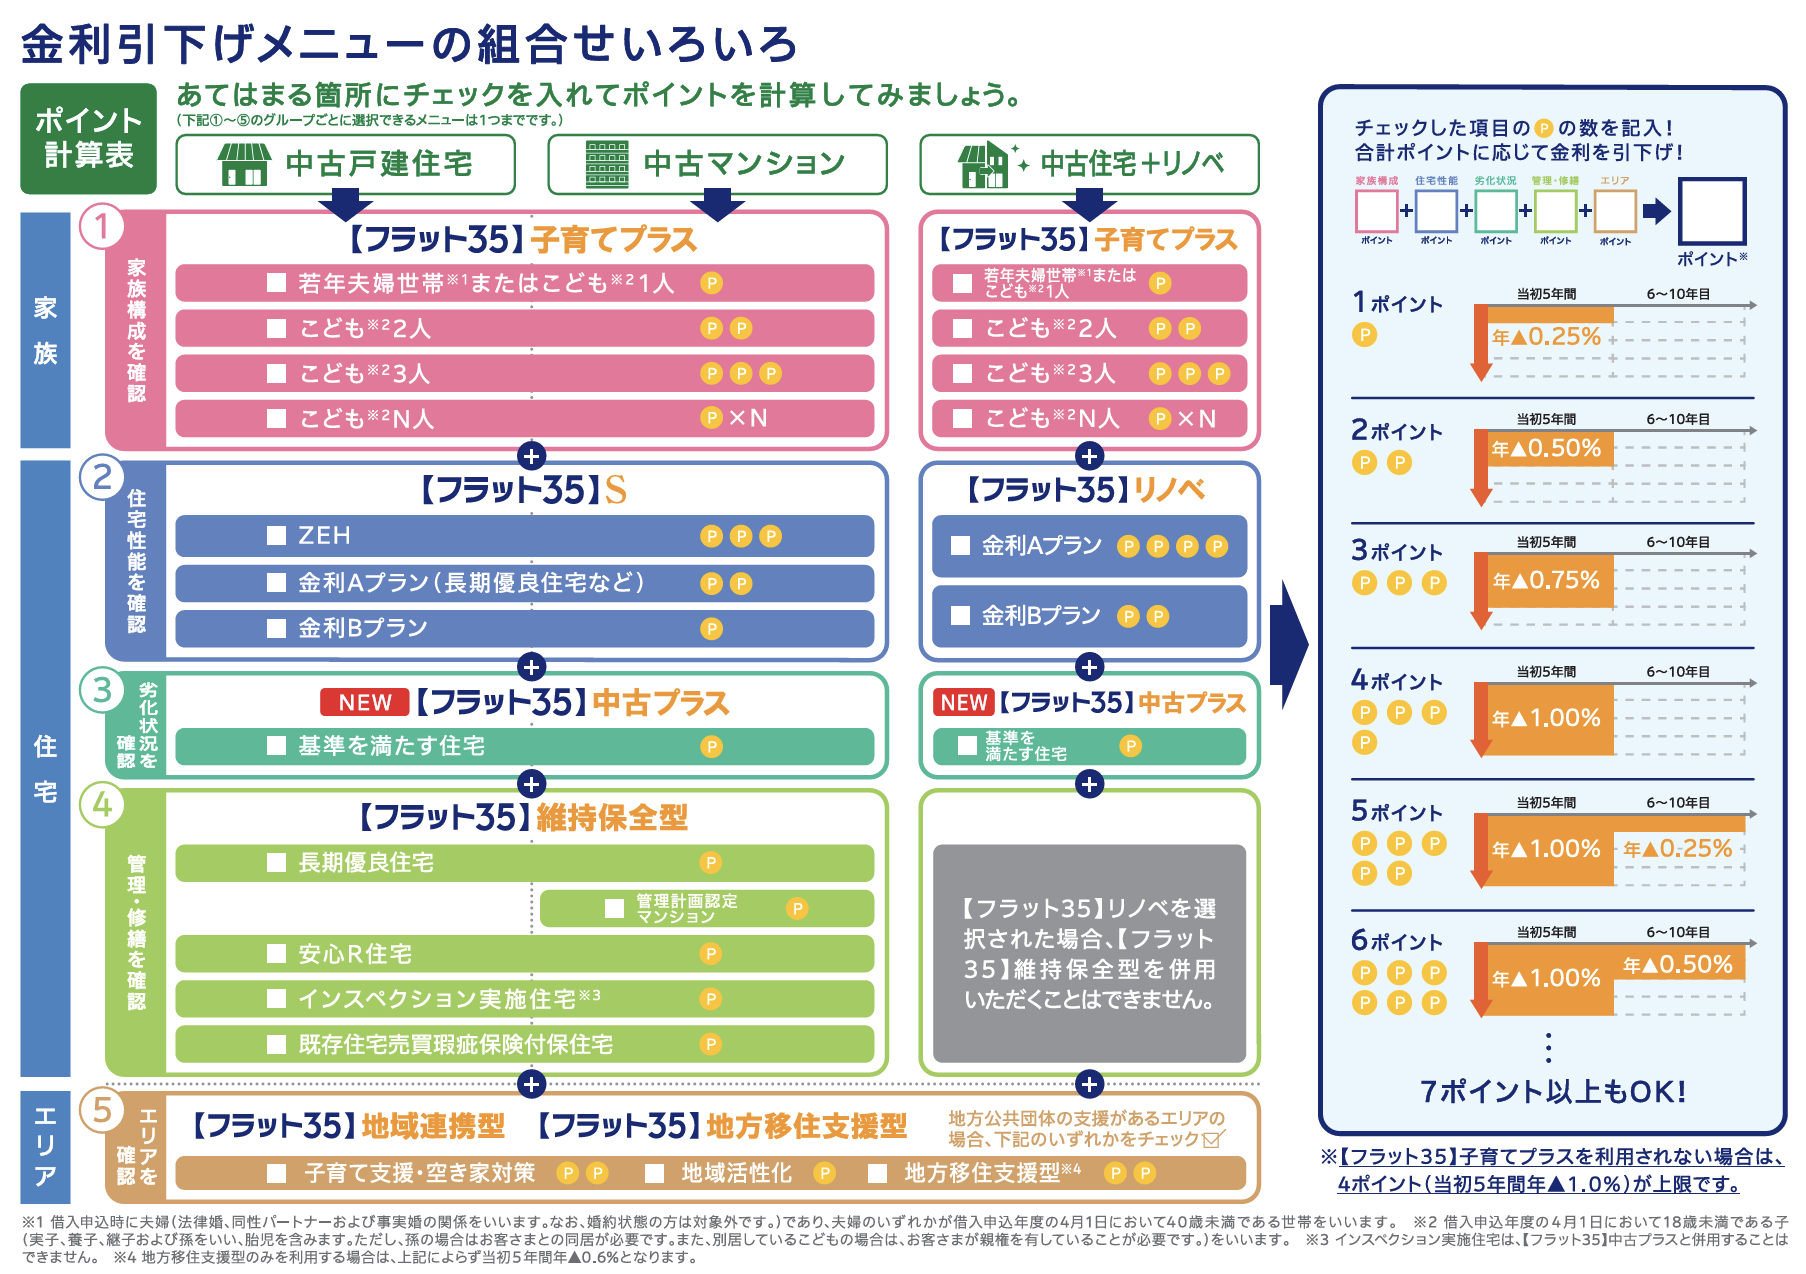 金利引下げメニューの組合せいろいろ
ポイント
計算表
あてはまる箇所にチェックを入れてポイントを計算してみましょう。
(下記①～⑤のグループごとに選択できるメニューは1つまでです。)
中古戸建住宅
中古マンション
中古住宅+リノベ
家族
1
家族構成を確認
【フラット35】子育てプラス
若年夫婦世帯※1またはこども※21人 P
こども※22人 P P
こども※23人 P P P
こども※2N人 P×N
【フラット35】子育てプラス
若年夫婦世帯※1または
こども※21人 P
こども※22人 P P
こども※23人 P P P
こども※2N人 P×N
+
+
住宅
2
住宅性能を確認
【フラット35】S
ZEH P P P
金利Aプラン(長期優良住宅など) P P
金利Bプラン P
【フラット35】リノベ
金利Aプラン P P P P
金利Bプラン P P
+
+
3
劣化状況を
確認
NEW【フラット35】中古プラス
基準を満たす住宅 P
NEW【フラット35】中古プラス
基準を
満たす住宅 P
+
+
4
管理・修繕を確認
【フラット35】維持保全型
長期優良住宅 P
管理計画認定
マンション P
安心R住宅 P
インスペクション実施住宅※3 P
既存住宅売買瑕疵保険付保住宅 P
【フラット35】リノベを選
択された場合、【フラット
35】維持保全型を併用
いただくことはできません。
+
+
エリア
5
エリアを
確認
【フラット35】地域連携型 【フラット35】地方移住支援型
地方公共団体の支援があるエリアの
場合、下記のいずれかをチェック
子育て支援・空き家対策 P P 地域活性化 P 地方移住支援型※4 P P
チェックした項目のPの数を記入!
合計ポイントに応じて金利を引下げ!
家族構成 住宅性能 劣化状況 管理・修繕 エリア
+ + + +
ポイント ポイント ポイント ポイント ポイント
ポイント※
1ポイント
P
当初5年間 6～10年目
年▲0.25%
2ポイント
P P
当初5年間 6～10年目
年▲0.50%
3ポイント
P P P
当初5年間 6～10年目
年▲0.75%
4ポイント
P P P
P
当初5年間 6～10年目
年▲1.00%
5ポイント
P P P
P P
当初5年間 6～10年目
年▲1.00% 年▲0.25%
6ポイント
P P P
P P P
当初5年間 6～10年目
年▲1.00% 年▲0.50%
7ポイント以上もOK!
※【フラット35】子育てプラスを利用されない場合は、
4ポイント(当初5年間年▲1.0%)が上限です。
※1 借入申込時に夫婦(法律婚、同性パートナーおよび事実婚の関係をいいます。なお、婚約状態の方は対象外です。)であり、夫婦のいずれかが借入申込年度の4月1日において40歳未満である世帯をいいます。 ※2 借入申込年度の4月1日において18歳未満である子
(実子、養子、継子および孫をいい、胎児を含みます。ただし、孫の場合はお客さまとの同居が必要です。また、別居しているこどもの場合は、お客さまが親権を有していることが必要です。)をいいます。 ※3 インスペクション実施住宅は、【フラット35】中古プラスと併用することは
できません。 ※4 地方移住支援型のみを利用する場合は、上記によらず当初5年間年▲0.6%となります。